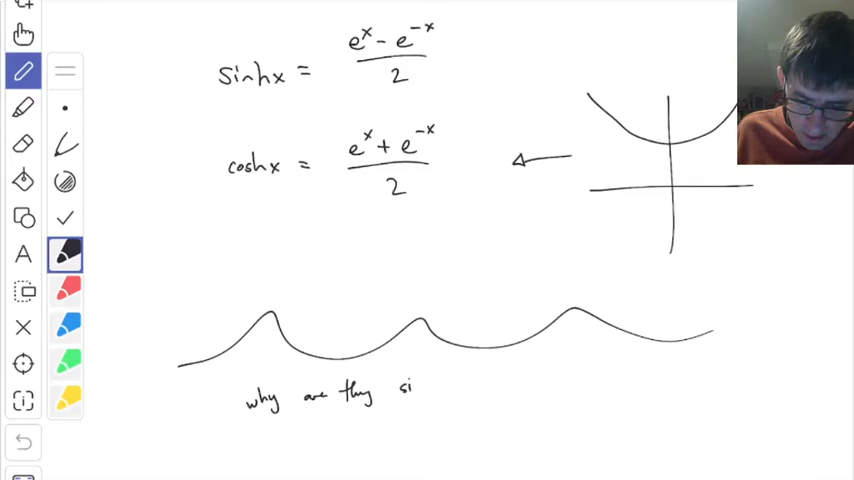 sinhx = (e^x - e^-x)/2
coshx = (e^x + e^-x)/2
why are they si